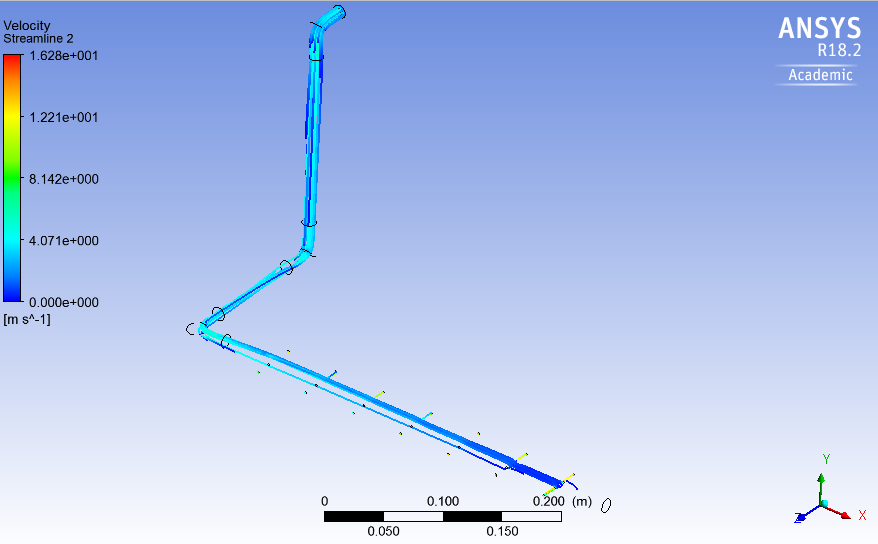 Velocity
Streamline 2
1.628e+001
1.221e+001
8.142e+000
4.071e+000
0.000e+000
[m s^-1]
ANSYS
R18.2
Academic
0 0.100 0.200 (m)
0.050 0.150
Y
Z X